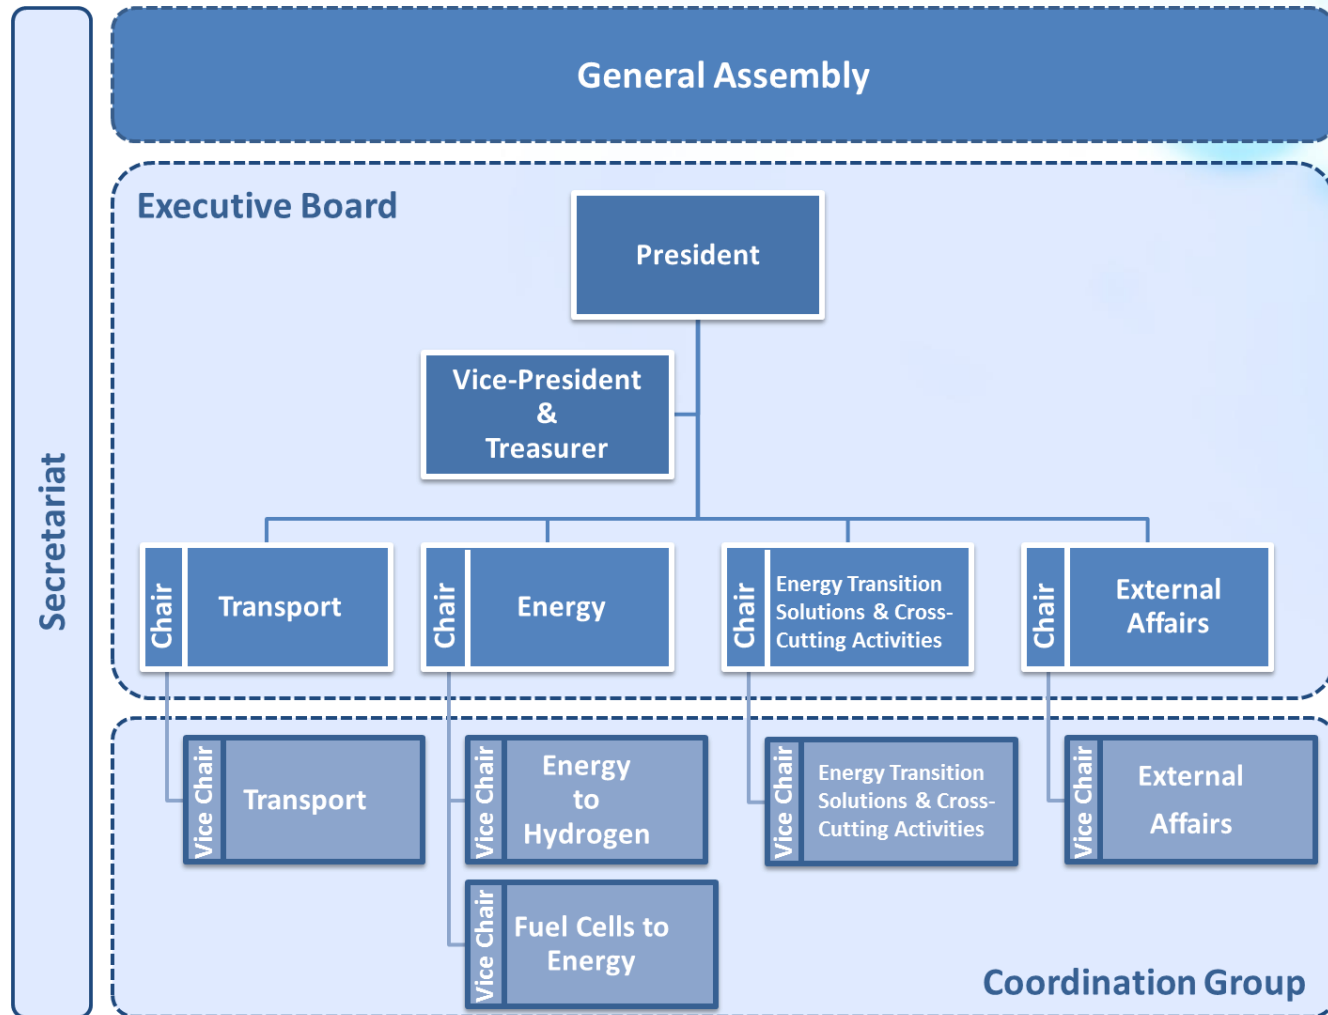 Secretariat
General Assembly
Executive Board
President
Vice-President
&
Treasurer
Chair
Transport
Chair
Energy
Chair
Energy Transition
Solutions & Cross-
Cutting Activities
Chair
External
Affairs
Vice Chair
Transport
Vice Chair
Energy
to
Hydrogen
Vice Chair
Energy Transition
Solutions & Cross-
Cutting Activities
Vice Chair
External
Affairs
Vice Chair
Fuel Cells to
Energy
Coordination Group